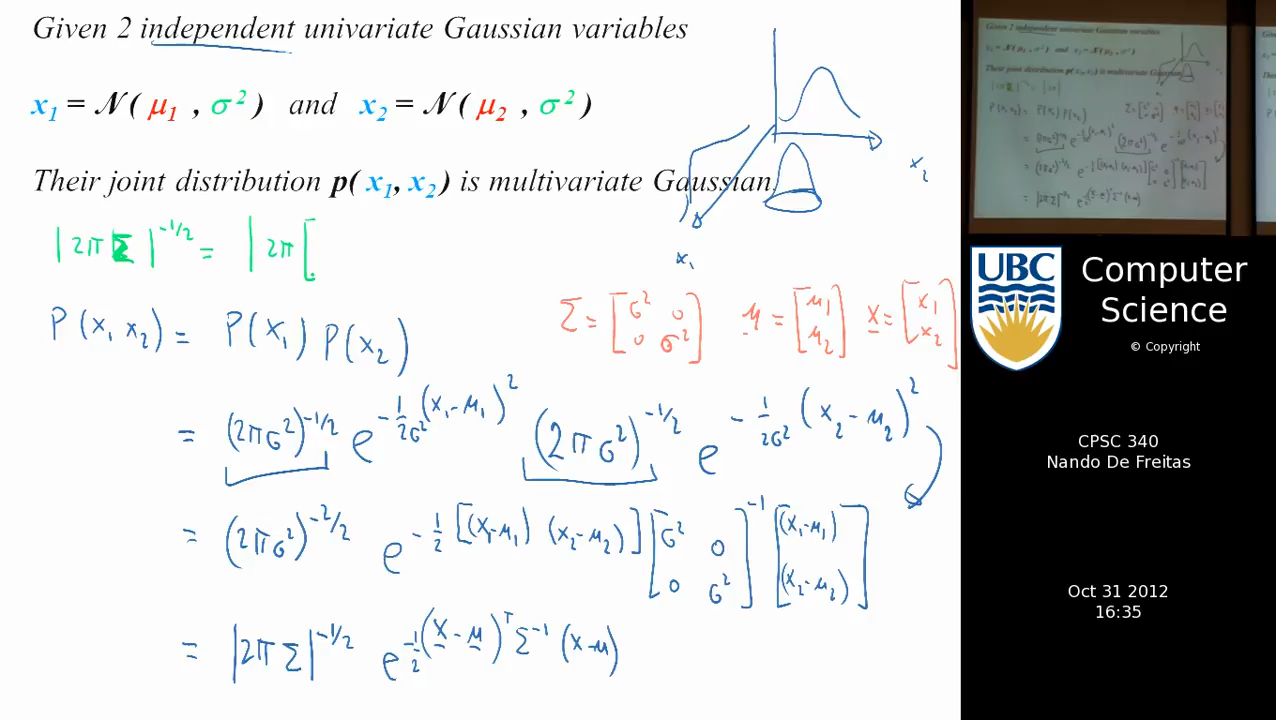 Given 2 independent univariate Gaussian variables
x₁ = 𝒩 ( μ₁ , σ² ) and x₂ = 𝒩 ( μ₂ , σ² )
Their joint distribution p( x₁, x₂ ) is multivariate Gaussian
x₂
x₁
|2πΣ|^(-1/2) = |2π[
Σ = [σ² 0
0 σ²]
μ = [μ₁
μ₂]
x = [x₁
x₂]
P(x₁ x₂) = P(x₁) P(x₂)
= (2πσ²)^(-1/2) e^(-1/2σ² (x₁-μ₁)²) (2πσ²)^(-1/2) e^(-1/2σ² (x₂-μ₂)²)
= (2πσ²)^(-2/2) e^(-1/2 [(x₁-μ₁) (x₂-μ₂)] [σ² 0
0 σ²]^(-1) [(x₁-μ₁)
(x₂-μ₂)]
= |2πΣ|^(-1/2) e^(-1/2 (x-μ)ᵀ Σ^(-1) (x-μ)
UBC
Computer
Science
© Copyright
CPSC 340
Nando De Freitas
Oct 31 2012
16:35